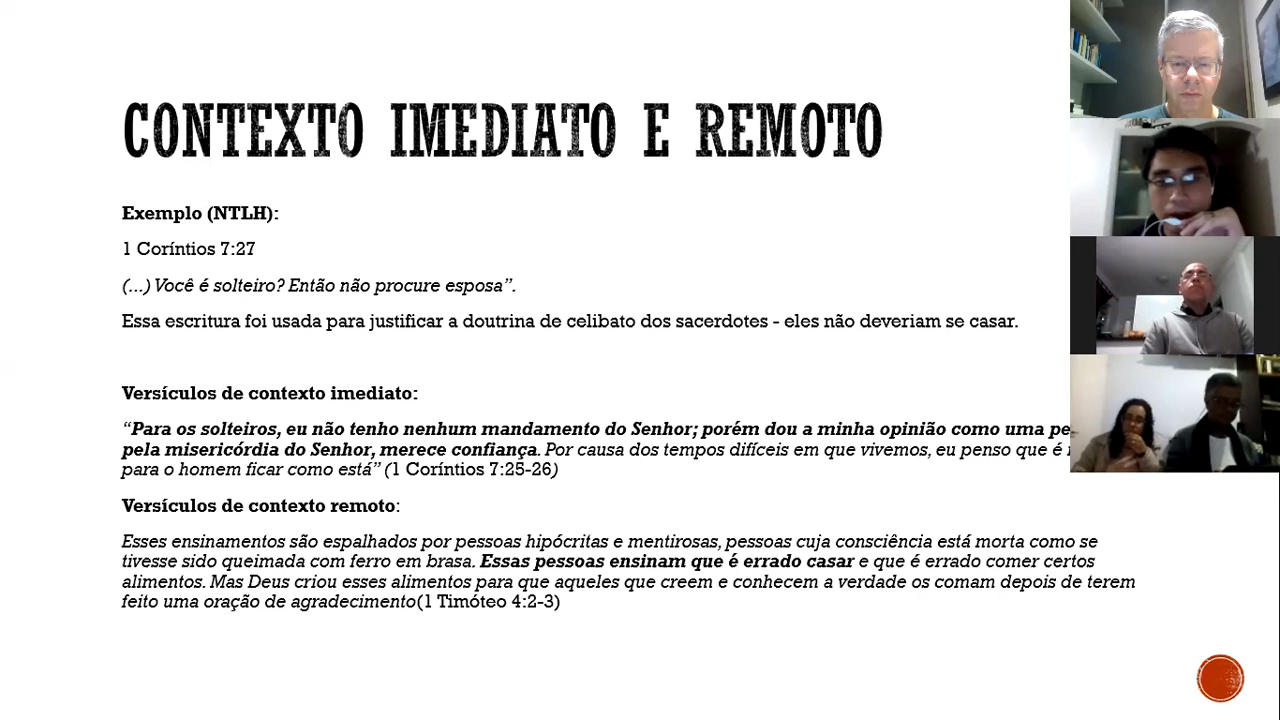 CONTEXTO IMEDIATO E REMOTO
Exemplo (NTLH):
1 Coríntios 7:27
(...) Você é solteiro? Então não procure esposa”.
Essa escritura foi usada para justificar a doutrina de celibato dos sacerdotes - eles não deveriam se casar.
Versículos de contexto imediato:
“Para os solteiros, eu não tenho nenhum mandamento do Senhor; porém dou a minha opinião como uma
pela misericórdia do Senhor, merece confiança. Por causa dos tempos difíceis em que vivemos, eu penso que é
para o homem ficar como está” (1 Coríntios 7:25-26)
Versículos de contexto remoto:
Esses ensinamentos são espalhados por pessoas hipócritas e mentirosas, pessoas cuja consciência está morta como se
tivesse sido queimada com ferro em brasa. Essas pessoas ensinam que é errado casar e que é errado comer certos
alimentos. Mas Deus criou esses alimentos para que aqueles que creem e conhecem a verdade os comam depois de terem
feito uma oração de agradecimento(1 Timóteo 4:2-3)